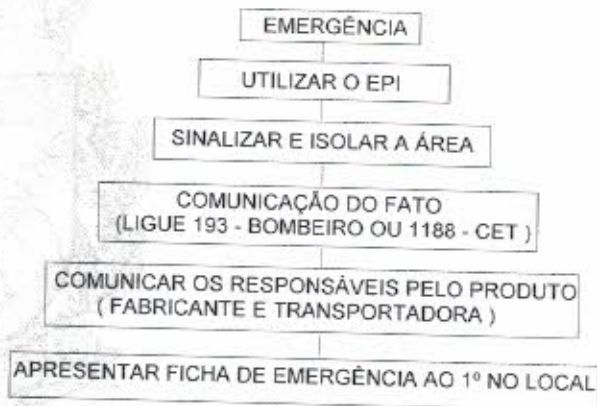 EMERGÊNCIA
UTILIZAR O EPI
SINALIZAR E ISOLAR A ÁREA
COMUNICAÇÃO DO FATO
(LIGUE 193 - BOMBEIRO OU 1188 - CET )
COMUNICAR OS RESPONSÁVEIS PELO PRODUTO
( FABRICANTE E TRANSPORTADORA )
APRESENTAR FICHA DE EMERGÊNCIA AO 1º NO LOCAL